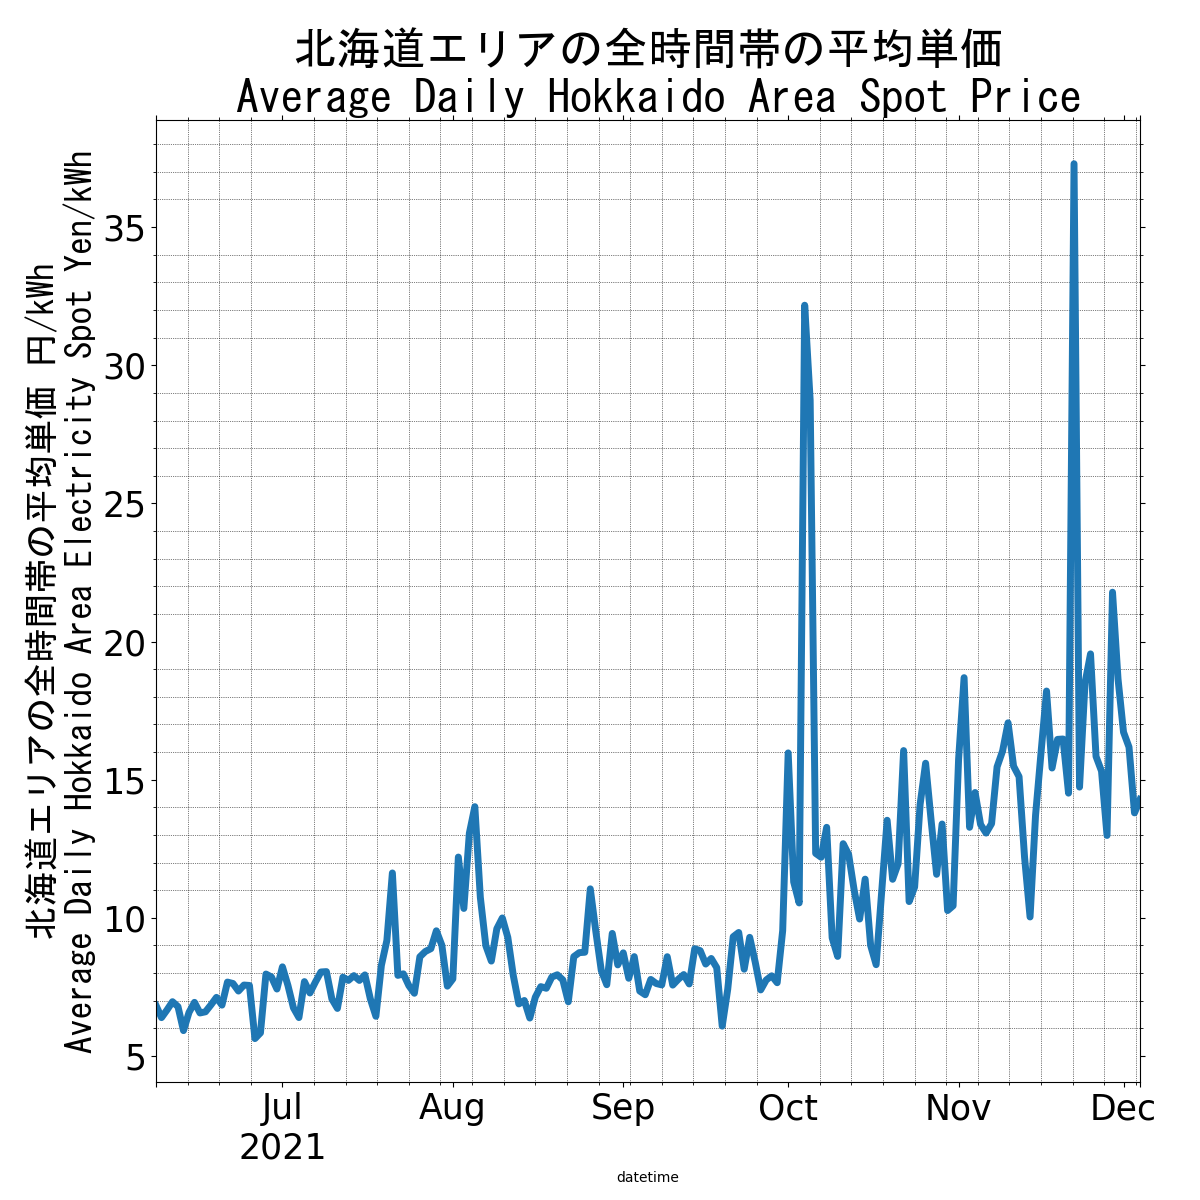 北海道エリアの全時間帯の平均単価
Average Daily Hokkaido Area Spot Price
北海道エリアの全時間帯の平均単価 円/kWh
Average Daily Hokkaido Area Electricity Spot Yen/kWh
35
30
25
20
15
10
5
Jul
2021
Aug
Sep
Oct
Nov
Dec
datetime